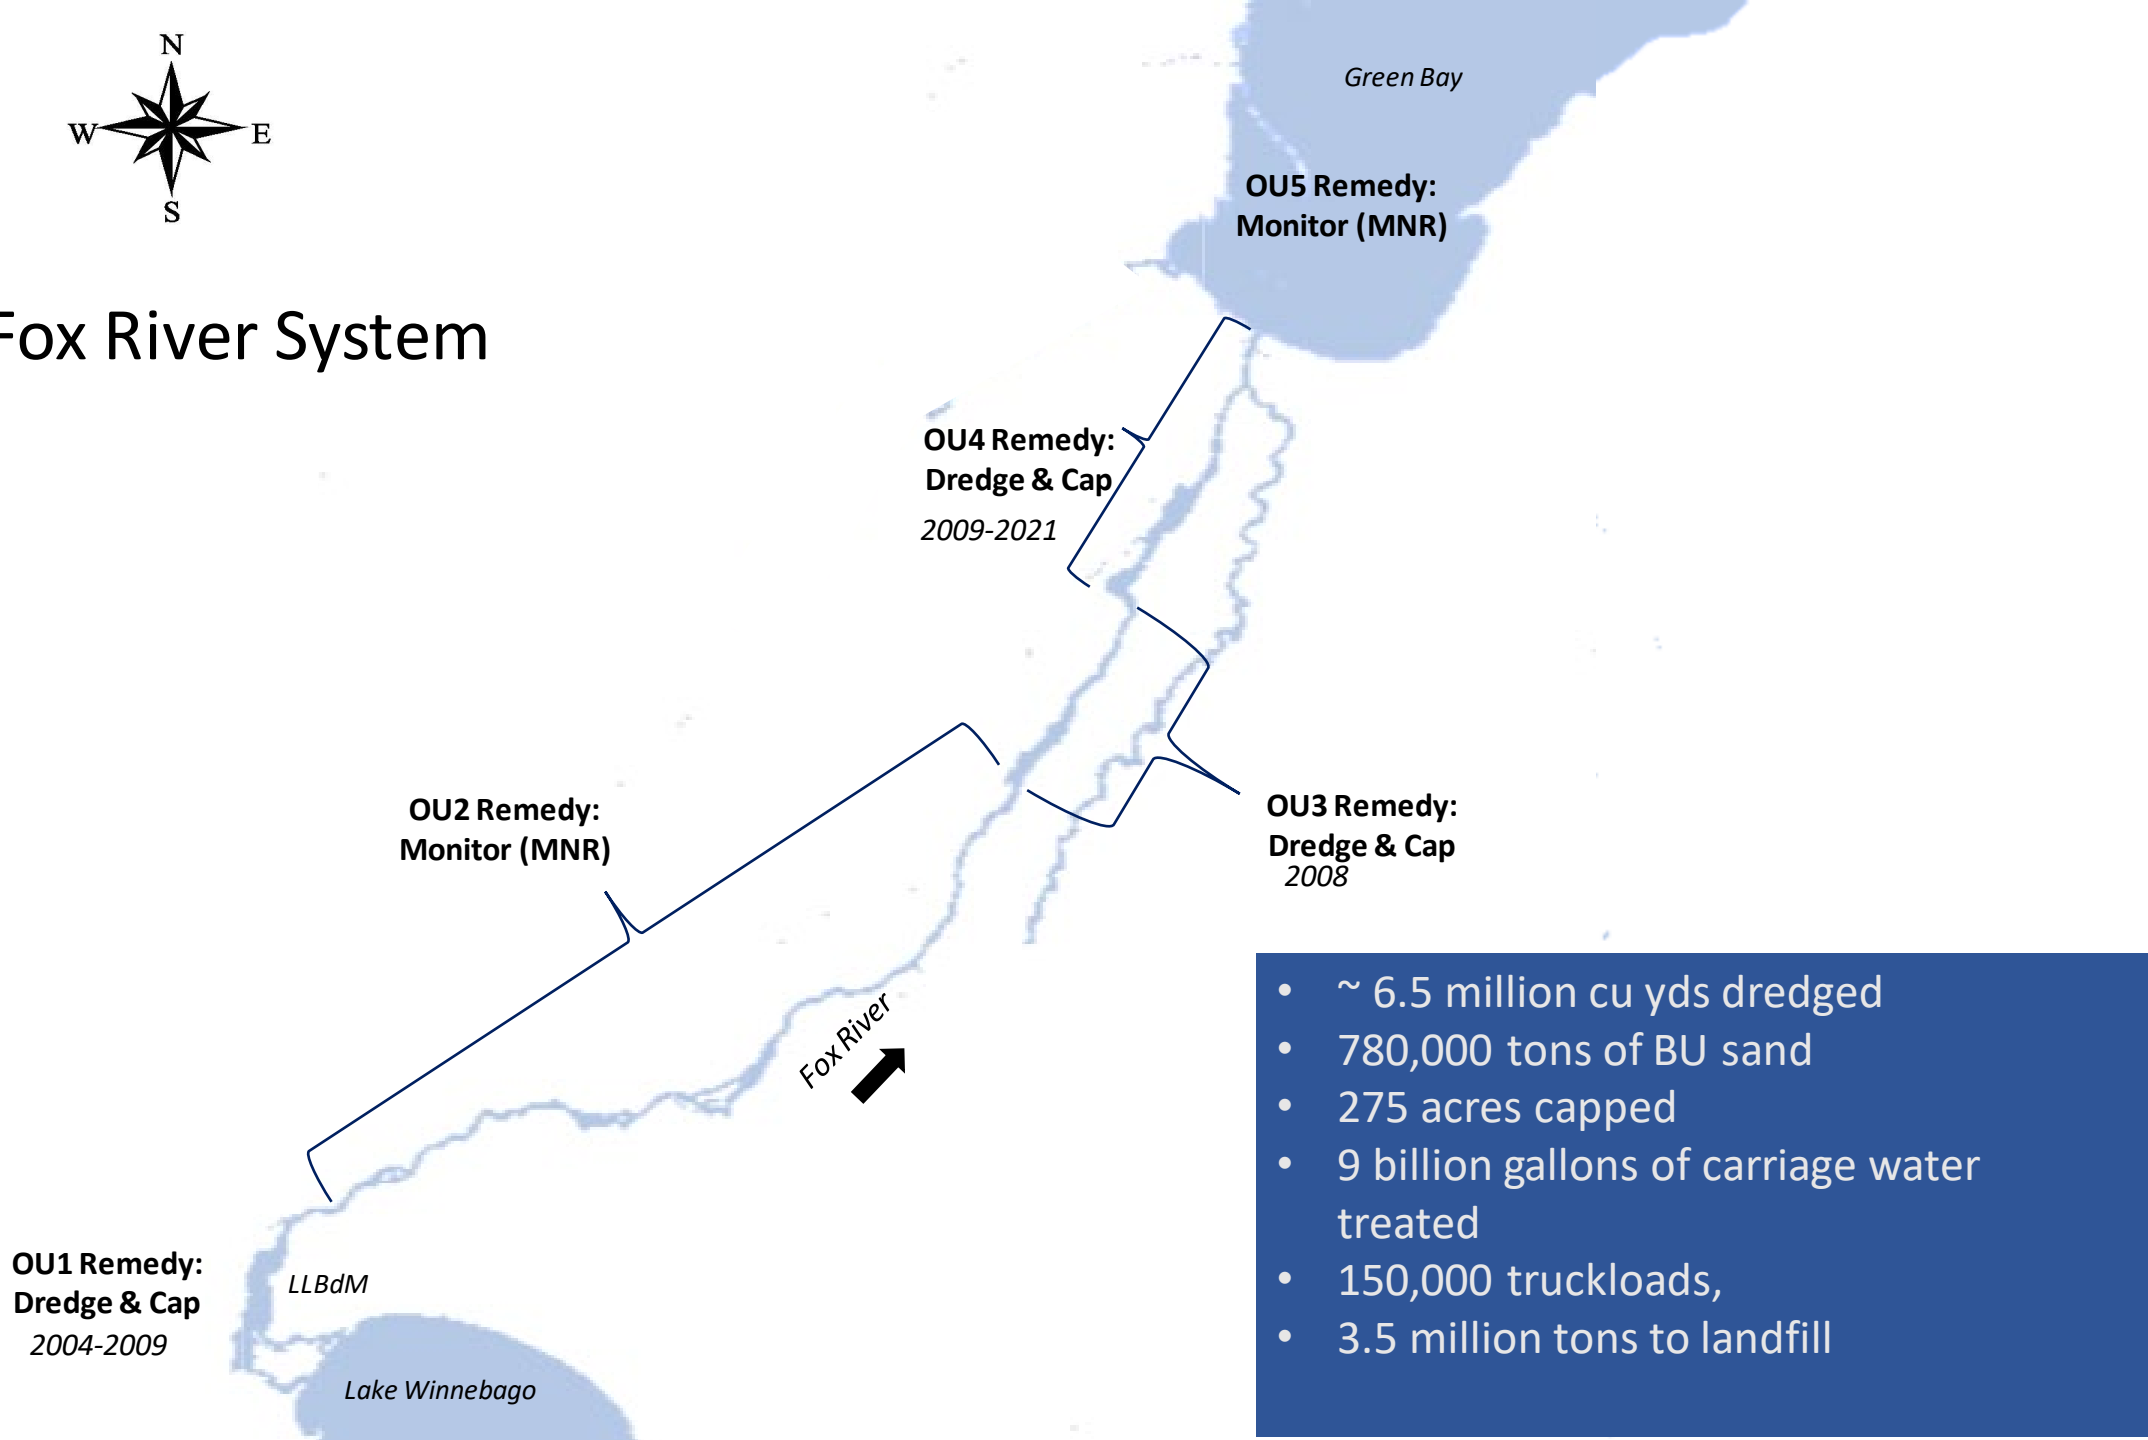 N
W
E
S
Fox River System
Green Bay
OU5 Remedy:
Monitor (MNR)
OU4 Remedy:
Dredge & Cap
2009-2021
OU2 Remedy:
Monitor (MNR)
OU3 Remedy:
Dredge & Cap
2008
Fox River
OU1 Remedy:
Dredge & Cap
2004-2009
LLBdM
Lake Winnebago
• ~ 6.5 million cu yds dredged
• 780,000 tons of BU sand
• 275 acres capped
• 9 billion gallons of carriage water
treated
• 150,000 truckloads,
• 3.5 million tons to landfill